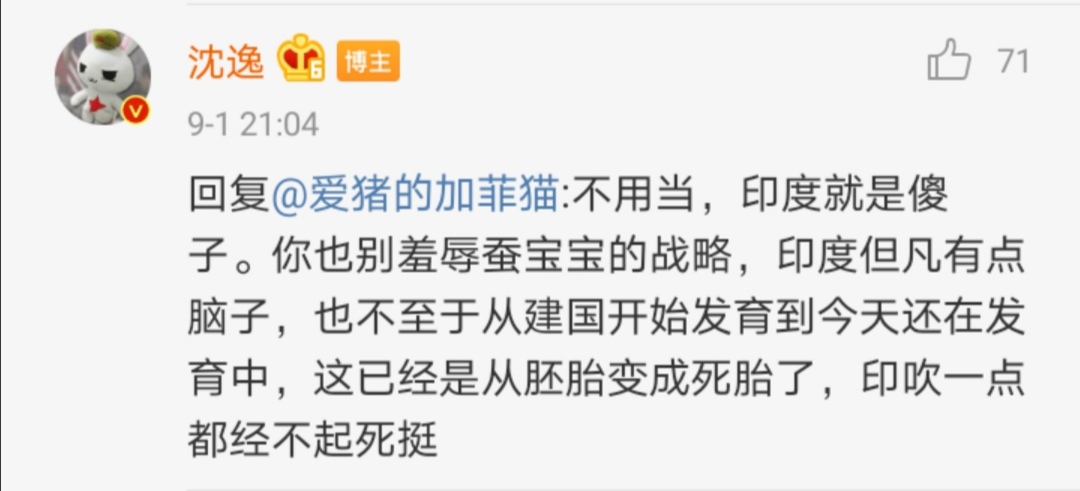 沈逸 6 博主 71
9-1 21:04
回复@爱猪的加菲猫:不用当，印度就是傻
子。你也别羞辱蚕宝宝的战略，印度但凡有点
脑子，也不至于从建国开始发育到今天还在发
育中，这已经是从胚胎变成死胎了，印吹一点
都经不起死挺